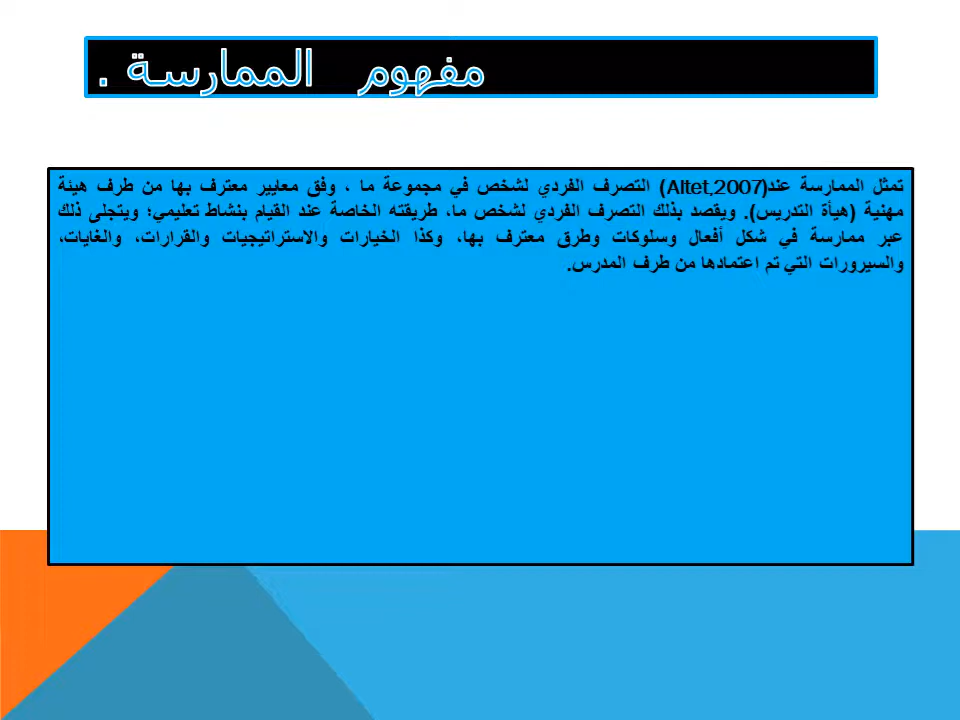 مفهوم الممارسة .
تمثل الممارسة عند(Altet,2007) التصرف الفردي لشخص في مجموعة ما ، وفق معايير معترف بها من طرف هيئة
مهنية (هيأة التدريس). ويقصد بذلك التصرف الفردي لشخص ما، طريقته الخاصة عند القيام بنشاط تعليمي؛ ويتجلى ذلك
عبر ممارسة في شكل أفعال وسلوكات وطرق معترف بها، وكذا الخيارات والاستراتيجيات والقرارات، والغايات،
والسيرورات التي تم اعتمادها من طرف المدرس.